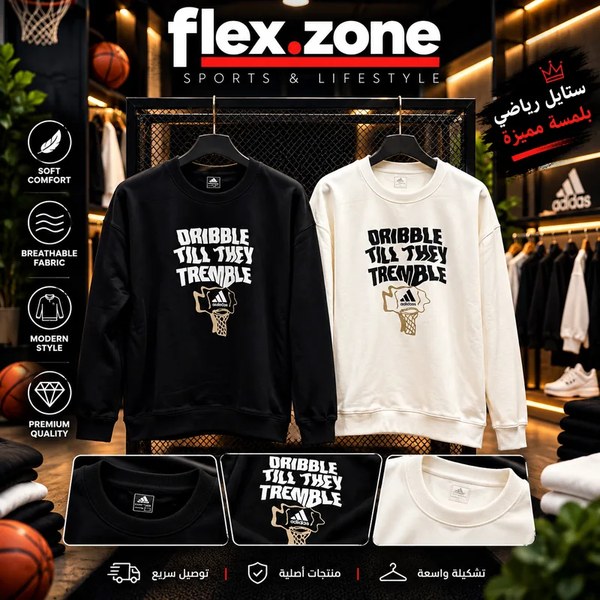 flex.zone
SPORTS & LIFESTYLE
ستايل رياضي
بلمسة مميزة
SOFT
COMFORT
BREATHABLE
FABRIC
MODERN
STYLE
PREMIUM
QUALITY
adidas
DRIBBLE
TILL THEY
TREMBLE
adidas
DRIBBLE
TILL THEY
TREMBLE
adidas
DRIBBLE
TILL THEY
TREMBLE
adidas
توصيل سريع
منتجات أصلية
تشكيلة واسعة